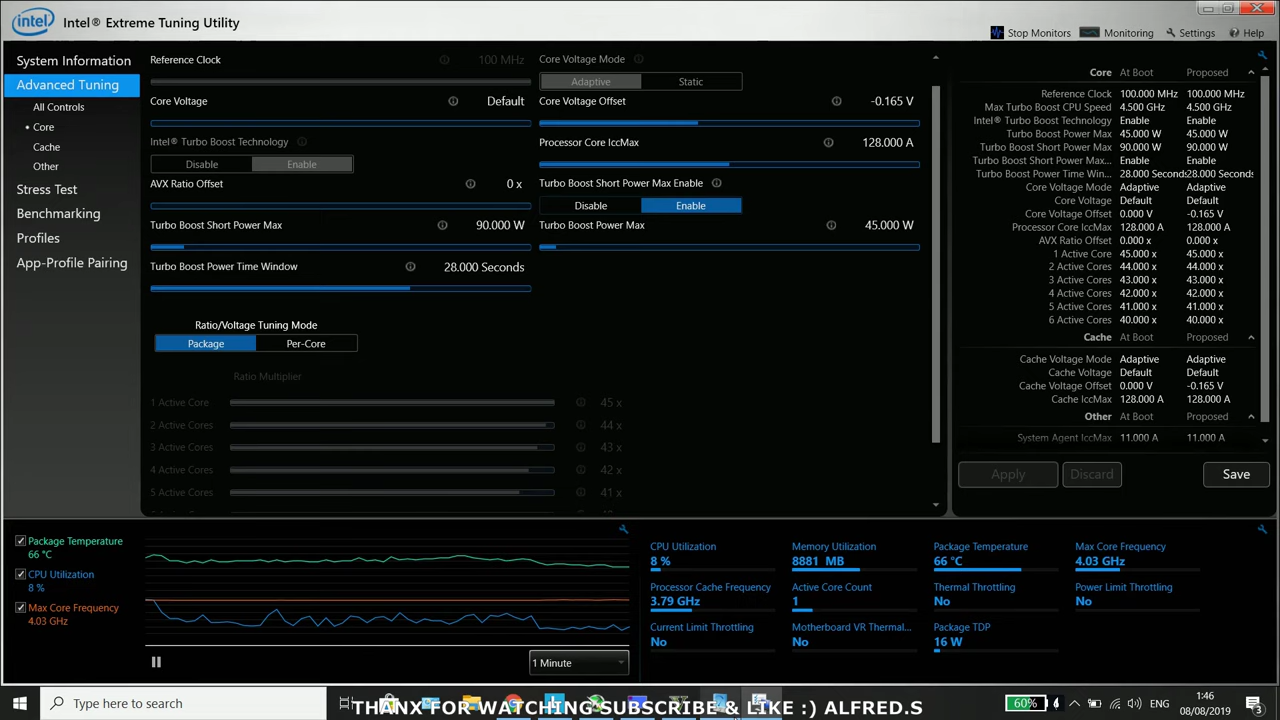 intel Intel® Extreme Tuning Utility
Stop Monitors Monitoring Settings Help
System Information
Advanced Tuning
All Controls
Core
Cache
Other
Stress Test
Benchmarking
Profiles
App-Profile Pairing
Reference Clock 100 MHz
Core Voltage Default
Intel® Turbo Boost Technology
Disable Enable
AVX Ratio Offset 0 x
Turbo Boost Short Power Max 90.000 W
Turbo Boost Power Time Window 28.000 Seconds
Core Voltage Mode
Adaptive Static
Core Voltage Offset -0.165 V
Processor Core IccMax 128.000 A
Turbo Boost Short Power Max Enable
Disable Enable
Turbo Boost Power Max 45.000 W
Ratio/Voltage Tuning Mode
Package Per-Core
Ratio Multiplier
1 Active Core 45 x
2 Active Cores 44 x
3 Active Cores 43 x
4 Active Cores 42 x
5 Active Cores 41 x
Core At Boot Proposed
Reference Clock 100.000 MHz 100.000 MHz
Max Turbo Boost CPU Speed 4.500 GHz 4.500 GHz
Intel® Turbo Boost Technology Enable Enable
Turbo Boost Power Max 45.000 W 45.000 W
Turbo Boost Short Power Max 90.000 W 90.000 W
Turbo Boost Short Power Max... Enable Enable
Turbo Boost Power Time Win... 28.000 Seconds 28.000 Seconds
Core Voltage Mode Adaptive Adaptive
Core Voltage Default Default
Core Voltage Offset 0.000 V -0.165 V
Processor Core IccMax 128.000 A 128.000 A
AVX Ratio Offset 0.000 x 0.000 x
1 Active Core 45.000 x 45.000 x
2 Active Cores 44.000 x 44.000 x
3 Active Cores 43.000 x 43.000 x
4 Active Cores 42.000 x 42.000 x
5 Active Cores 41.000 x 41.000 x
6 Active Cores 40.000 x 40.000 x
Cache At Boot Proposed
Cache Voltage Mode Adaptive Adaptive
Cache Voltage Default Default
Cache Voltage Offset 0.000 V -0.165 V
Cache IccMax 128.000 A 128.000 A
Other At Boot Proposed
System Agent IccMax 11.000 A 11.000 A
Apply Discard Save
Package Temperature
66 °C
CPU Utilization
8 %
Max Core Frequency
4.03 GHz
1 Minute
CPU Utilization Memory Utilization Package Temperature Max Core Frequency
8 % 8881 MB 66 °C 4.03 GHz
Processor Cache Frequency Active Core Count Thermal Throttling Power Limit Throttling
3.79 GHz 1 No No
Current Limit Throttling Motherboard VR Thermal... Package TDP
No No 16 W
Type here to search
THANX FOR WATCHING SUBSCRIBE & LIKE :) ALFRED.S
60% ENG 1:46
08/08/2019 3